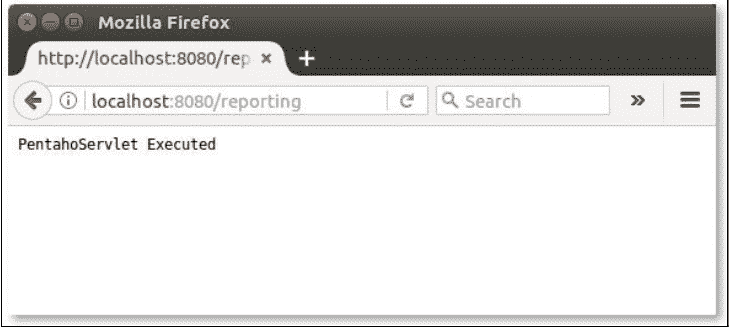 Mozilla Firefox
http://localhost:8080/rep
localhost:8080/reporting
Search
PentahoServlet Executed